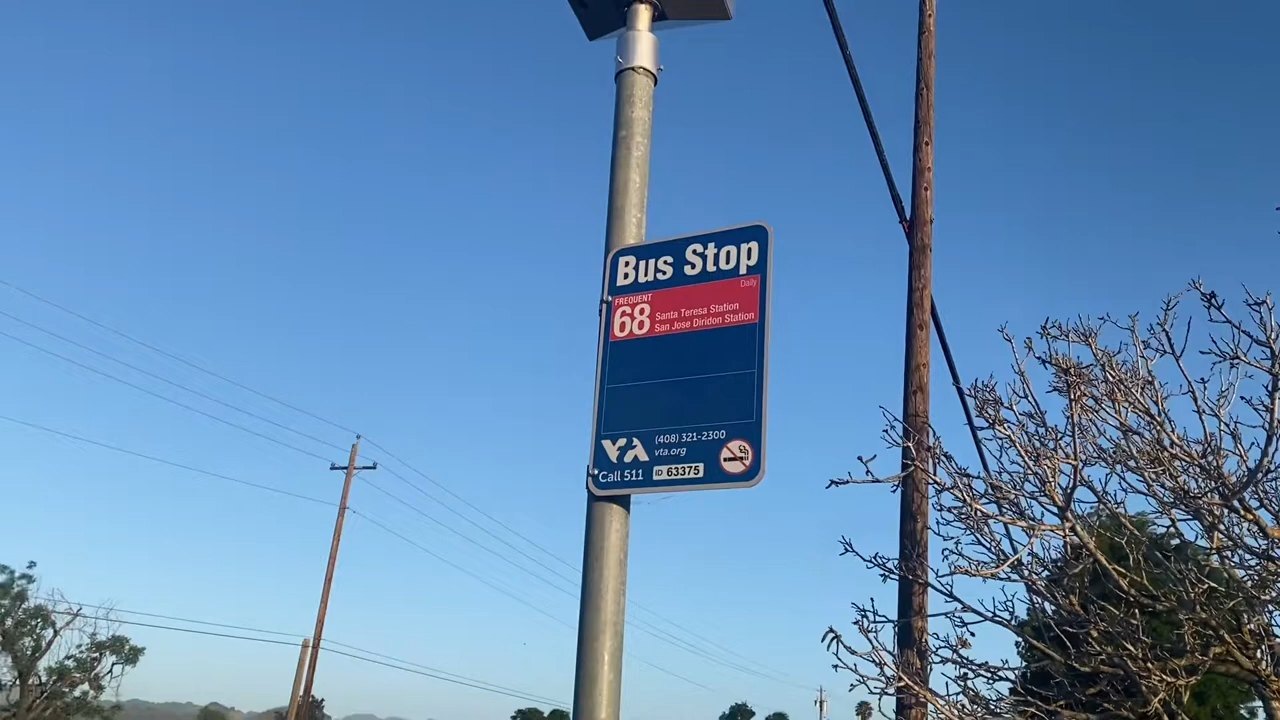 Bus Stop
Daily
FREQUENT
68 Santa Teresa Station
San Jose Diridon Station
VTA (408) 321-2300
vta.org
Call 511 ID 63375